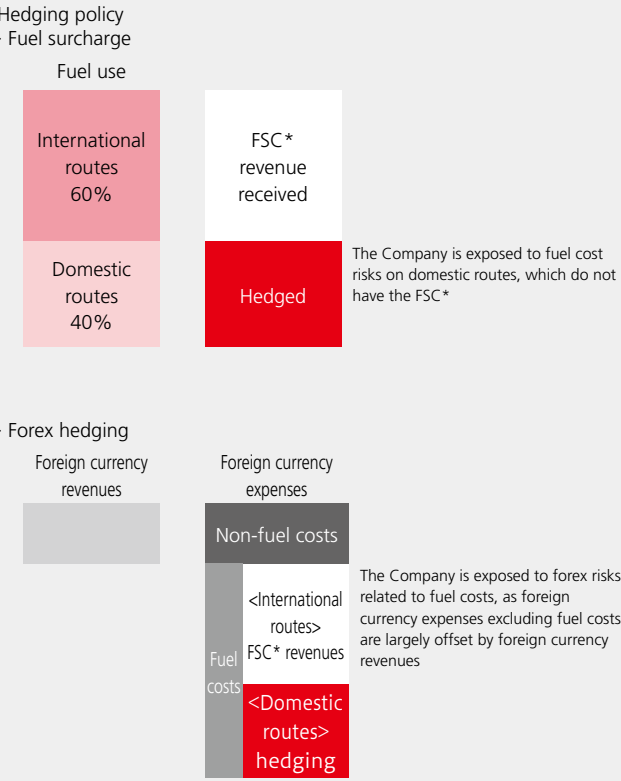 Hedging policy
Fuel surcharge
Fuel use
International
routes
60%
FSC*
revenue
received
Domestic
routes
40%
Hedged
The Company is exposed to fuel cost
risks on domestic routes, which do not
have the FSC*
Forex hedging
Foreign currency
revenues
Foreign currency
expenses
Non-fuel costs
Fuel
costs
<International
routes>
FSC* revenues
<Domestic
routes>
hedging
The Company is exposed to forex risks
related to fuel costs, as foreign
currency expenses excluding fuel costs
are largely offset by foreign currency
revenues